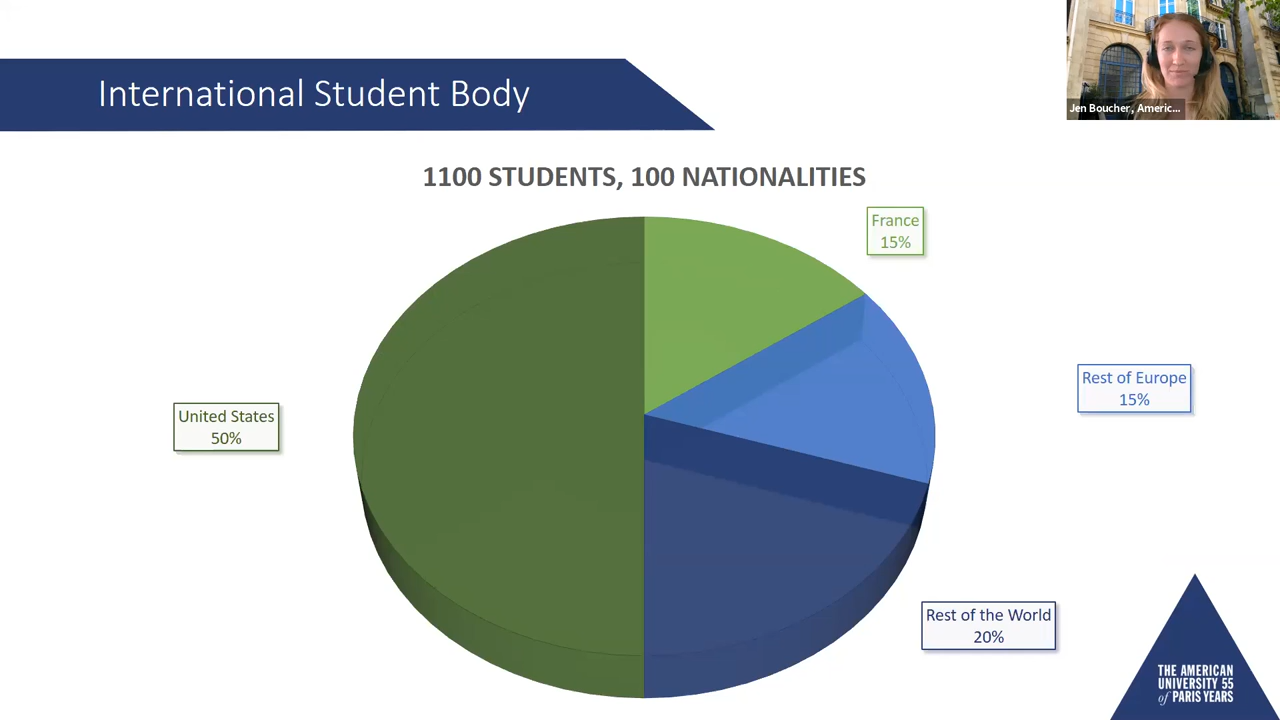 International Student Body
Jen Boucher, Americ...
1100 STUDENTS, 100 NATIONALITIES
France
15%
Rest of Europe
15%
United States
50%
Rest of the World
20%
THE AMERICAN
UNIVERSITY 55
of PARIS YEARS